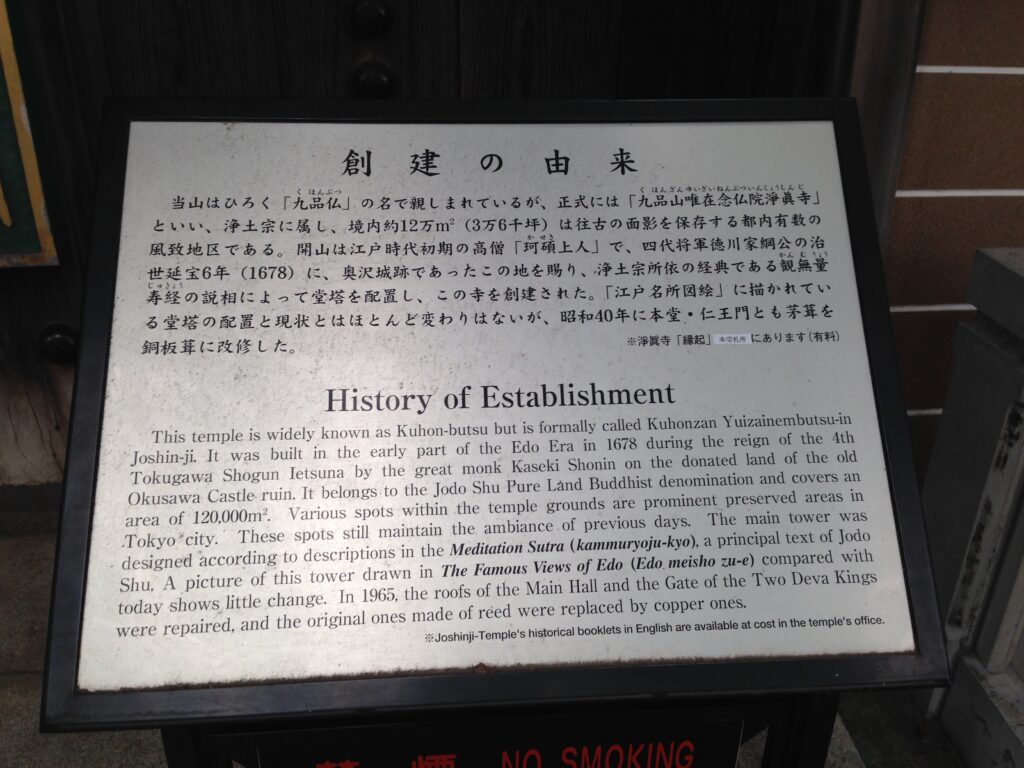 創建の由来
当山はひろく「九品仏」の名で親しまれているが、正式には「九品山唯在念仏院淨眞寺」
といい、浄土宗に属し、境内約12万m²（3万6千坪）は往古の面影を保存する都内有数の
風致地区である。開山は江戸時代初期の高僧「珂碩上人」で、四代将軍徳川家綱公の治
世延宝6年（1678）に、奥沢城跡であったこの地を賜り、浄土宗所依の経典である観無量
寿経の説相によって堂塔を配置し、この寺を創建された。「江戸名所図絵」に描かれてい
る堂塔の配置と現状とはほとんど変わりはないが、昭和40年に本堂・仁王門とも茅葺を
銅板葺に改修した。
※淨眞寺「縁起」本堂札所にあります（有料）
History of Establishment
This temple is widely known as Kuhon-butsu but is formally called Kuhonzan Yuizainembutsu-in
Joshin-ji. It was built in the early part of the Edo Era in 1678 during the reign of the 4th
Tokugawa Shogun Ietsuna by the great monk Kaseki Shonin on the donated land of the old
Okusawa Castle ruin. It belongs to the Jodo Shu Pure Land Buddhist denomination and covers an
area of 120,000m². Various spots within the temple grounds are prominent preserved areas in
Tokyo city. These spots still maintain the ambiance of previous days. The main tower was
designed according to descriptions in the Meditation Sutra (kammuryoju-kyo), a principal text of Jodo
Shu, A picture of this tower drawn in The Famous Views of Edo (Edo meisho zu-e) compared with
today shows little change. In 1965, the roofs of the Main Hall and the Gate of the Two Deva Kings
were repaired, and the original ones made of reed were replaced by copper ones.
※Joshinji-Temple's historical booklets in English are available at cost in the temple's office.
禁煙 NO SMOKING